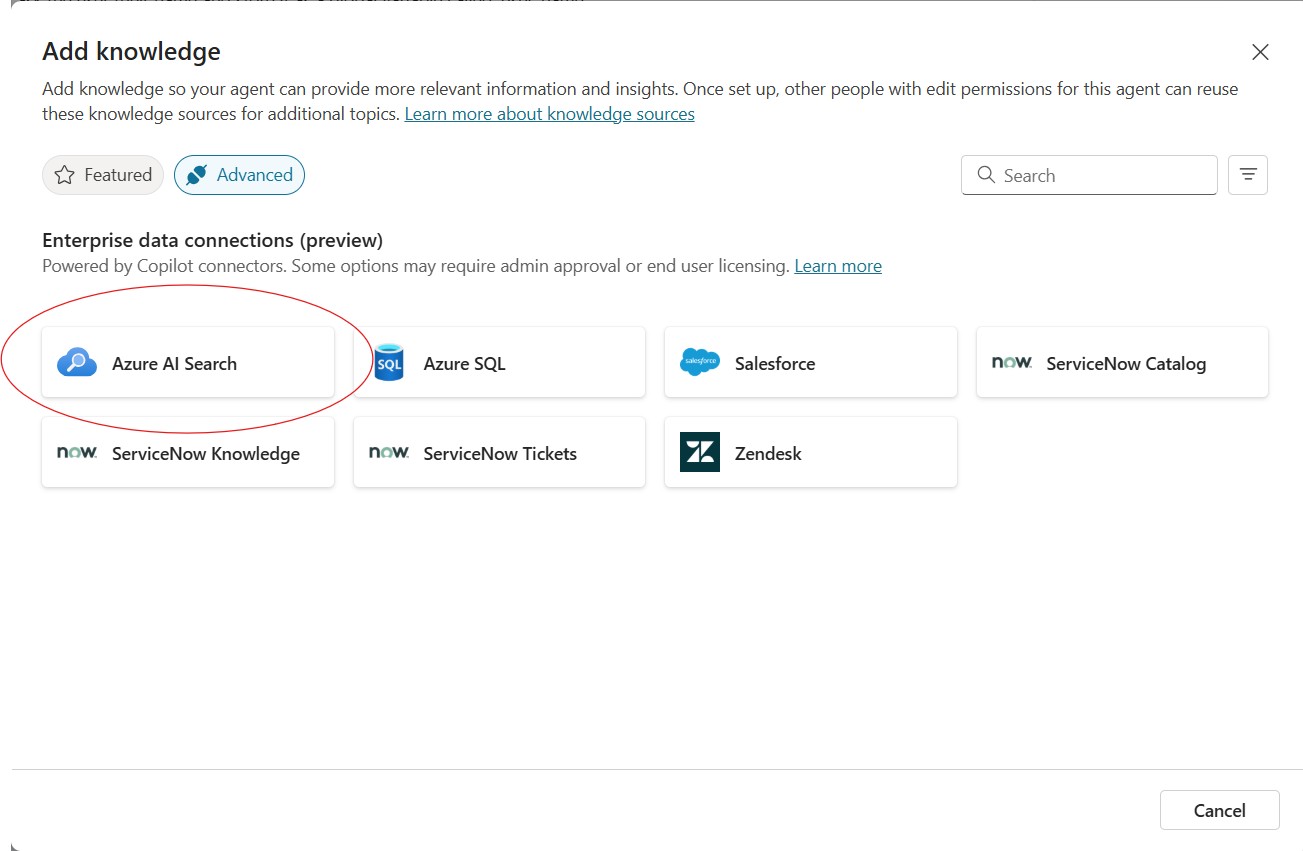 Add knowledge
Add knowledge so your agent can provide more relevant information and insights. Once set up, other people with edit permissions for this agent can reuse
these knowledge sources for additional topics. Learn more about knowledge sources
Featured
Advanced
Search
Enterprise data connections (preview)
Powered by Copilot connectors. Some options may require admin approval or end user licensing. Learn more
Azure AI Search
SQL
Azure SQL
salesforce
Salesforce
now.
ServiceNow Catalog
now.
ServiceNow Knowledge
now.
ServiceNow Tickets
Zendesk
Cancel